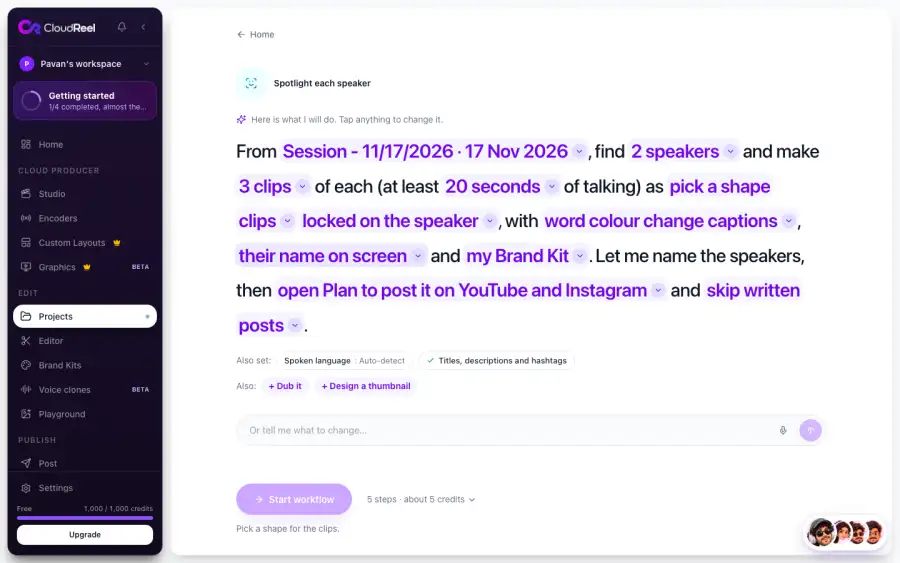 CloudReel
P Pavan's workspace
Getting started
1/4 completed, almost the...
Home
CLOUD PRODUCER
Studio
Encoders
Custom Layouts
Graphics BETA
EDIT
Projects
Editor
Brand Kits
Voice clones BETA
Playground
PUBLISH
Post
Settings
Free 1,000 / 1,000 credits
Upgrade
← Home
Spotlight each speaker
Here is what I will do. Tap anything to change it.
From Session - 11/17/2026 · 17 Nov 2026, find 2 speakers and make
3 clips of each (at least 20 seconds of talking) as pick a shape
clips locked on the speaker, with word colour change captions,
their name on screen and my Brand Kit. Let me name the speakers,
then open Plan to post it on YouTube and Instagram and skip written
posts.
Also set: Spoken language : Auto-detect ✓ Titles, descriptions and hashtags
Also: + Dub it + Design a thumbnail
Or tell me what to change...
→ Start workflow 5 steps · about 5 credits
Pick a shape for the clips.